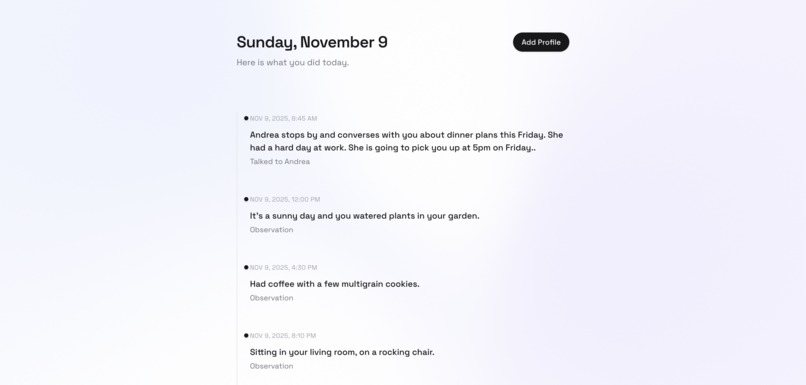 Sunday, November 9
Add Profile
Here is what you did today.
NOV 9, 2025, 8:45 AM
Andrea stops by and converses with you about dinner plans this Friday. She
had a hard day at work. She is going to pick you up at 5pm on Friday..
Talked to Andrea
NOV 9, 2025, 12:00 PM
It's a sunny day and you watered plants in your garden.
Observation
NOV 9, 2025, 4:30 PM
Had coffee with a few multigrain cookies.
Observation
NOV 9, 2025, 8:10 PM
Sitting in your living room, on a rocking chair.
Observation